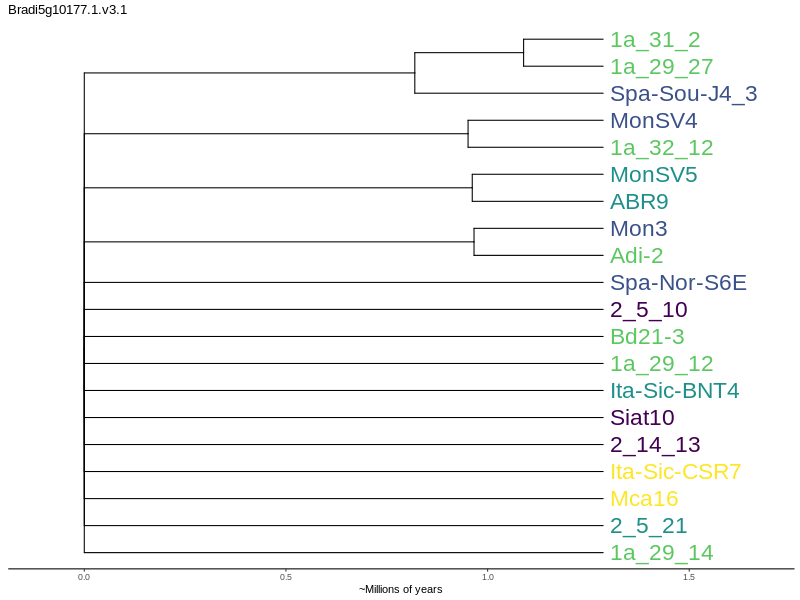 Bradi5g10177.1.v3.1
1a_31_2
1a_29_27
Spa-Sou-J4_3
MonSV4
1a_32_12
MonSV5
ABR9
Mon3
Adi-2
Spa-Nor-S6E
2_5_10
Bd21-3
1a_29_12
Ita-Sic-BNT4
Siat10
2_14_13
Ita-Sic-CSR7
Mca16
2_5_21
1a_29_14
0.0 0.5 1.0 1.5
~Millions of years